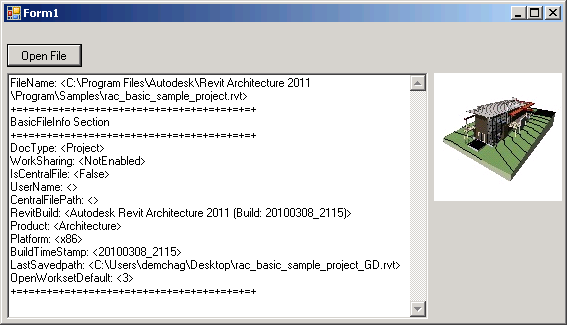 Form1
Open File
FileName: <C:\Program Files\Autodesk\Revit Architecture 2011
\Program\Samples\rac_basic_sample_project.rvt>
+=+=+=+=+=+=+=+=+=+=+=+=+=+=+=+=+=+=+=+
BasicFileInfo Section
+=+=+=+=+=+=+=+=+=+=+=+=+=+=+=+=+=+=+=+
DocType: <Project>
WorkSharing: <NotEnabled>
IsCentralFile: <False>
UserName: <>
CentralFilePath: <>
RevitBuild: <Autodesk Revit Architecture 2011 (Build: 20100308_2115)>
Product: <Architecture>
Platform: <x86>
BuildTimeStamp: <20100308_2115>
LastSavedpath: <C:\Users\demchag\Desktop\rac_basic_sample_project_GD.rvt>
OpenWorksetDefault: <3>
+=+=+=+=+=+=+=+=+=+=+=+=+=+=+=+=+=+=+=+